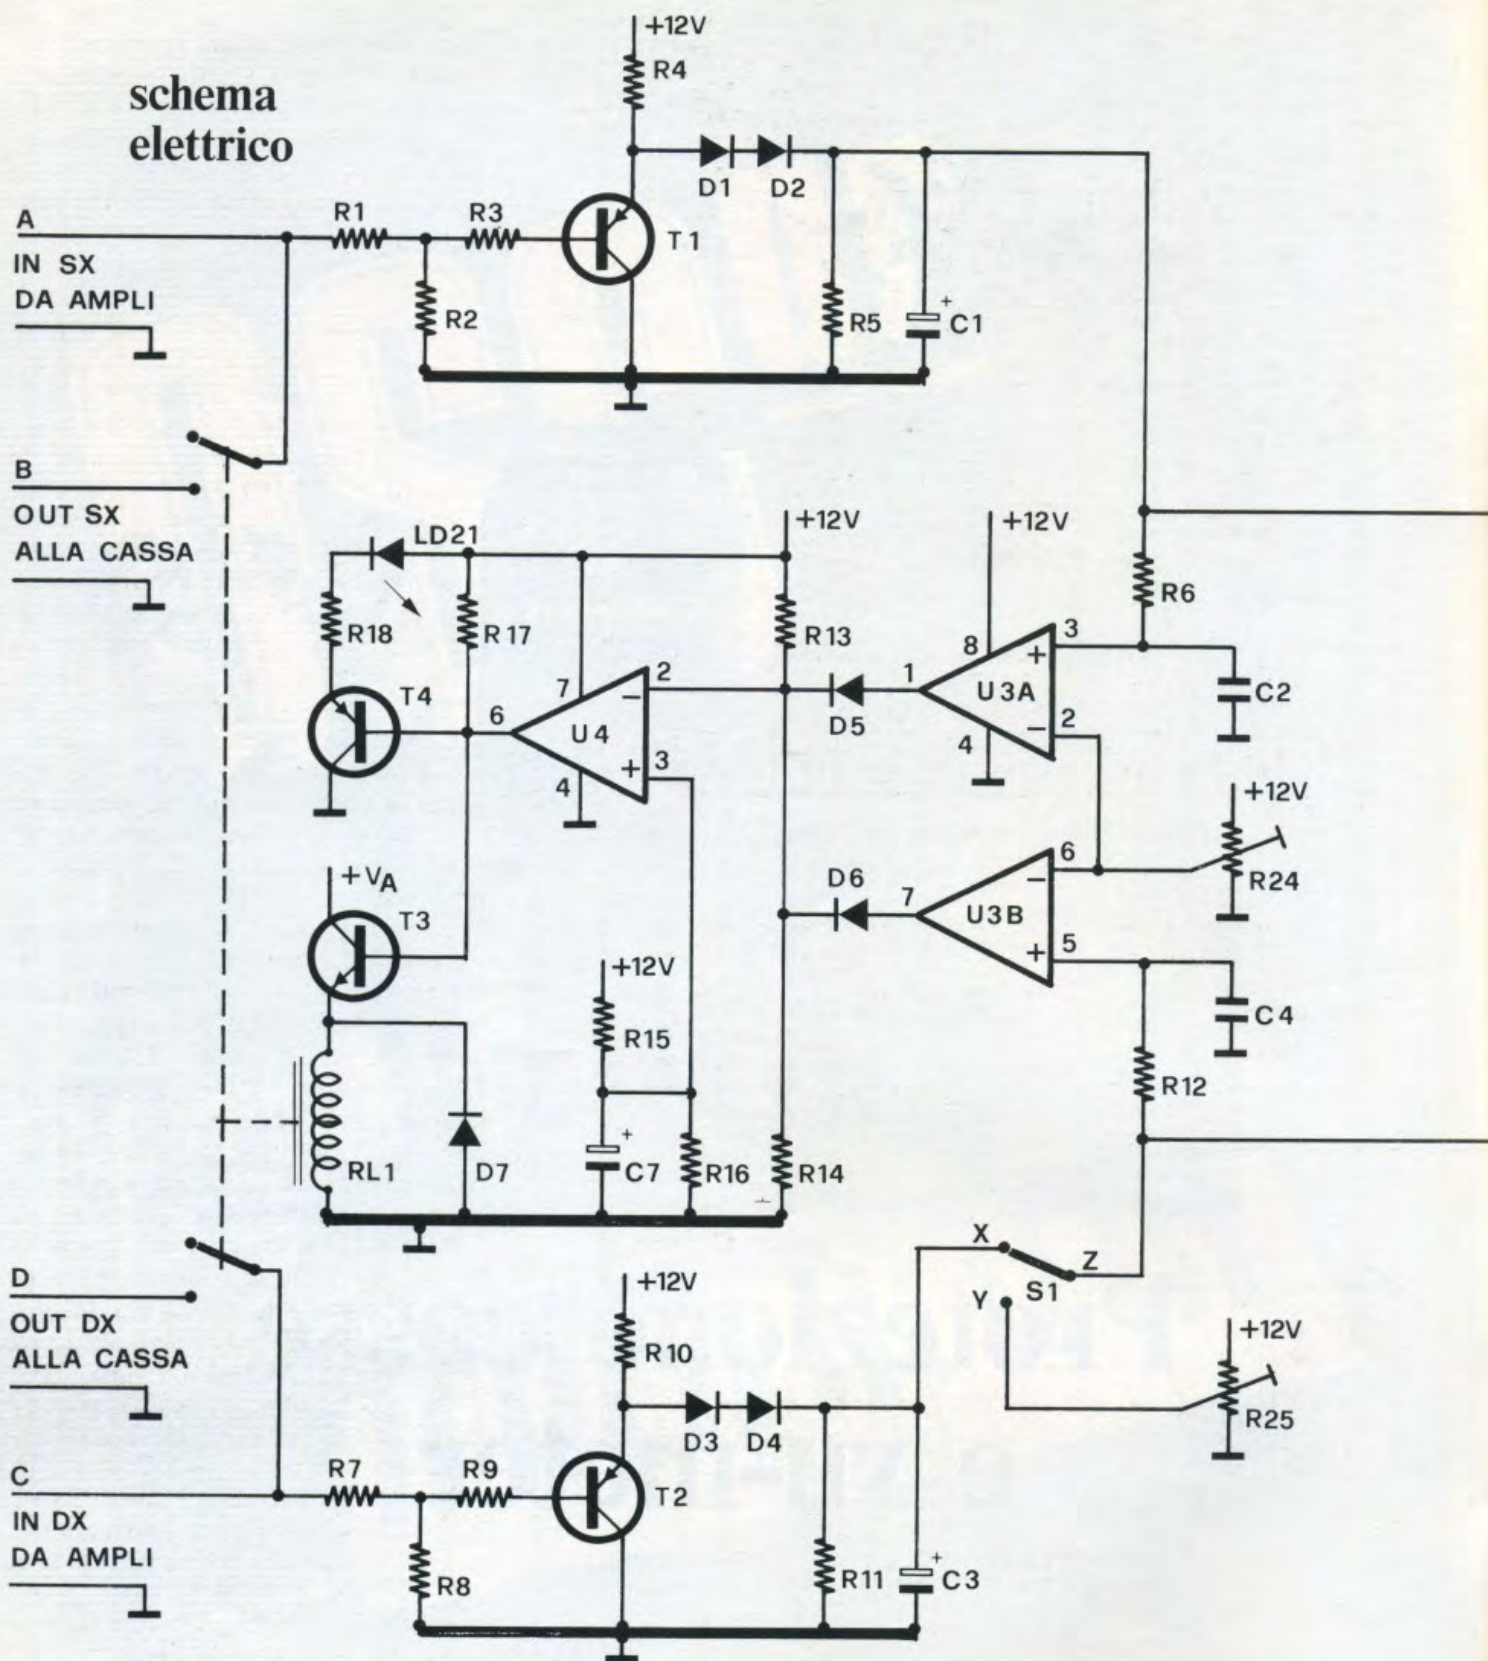 +12V
R4
schema
elettrico
D1
D2
A
R1
R3
T1
IN SX
DA AMPLI
R2
R5
+
C1
B
OUT SX
ALLA CASSA
LD21
+12V
+12V
R18
R17
R13
R6
3
8
+
1
U3A
C2
2
−
4
D5
T4
7
2
−
6
U4
3
+
4
+12V
R24
6
−
D6
7
U3B
5
+
C4
+VA
T3
+12V
R15
R12
+
RL1
D7
C7
R16
R14
X
Z
S1
Y
D
OUT DX
ALLA CASSA
+12V
R10
+12V
R25
D3
D4
C
R7
R9
T2
IN DX
DA AMPLI
R8
R11
+
C3